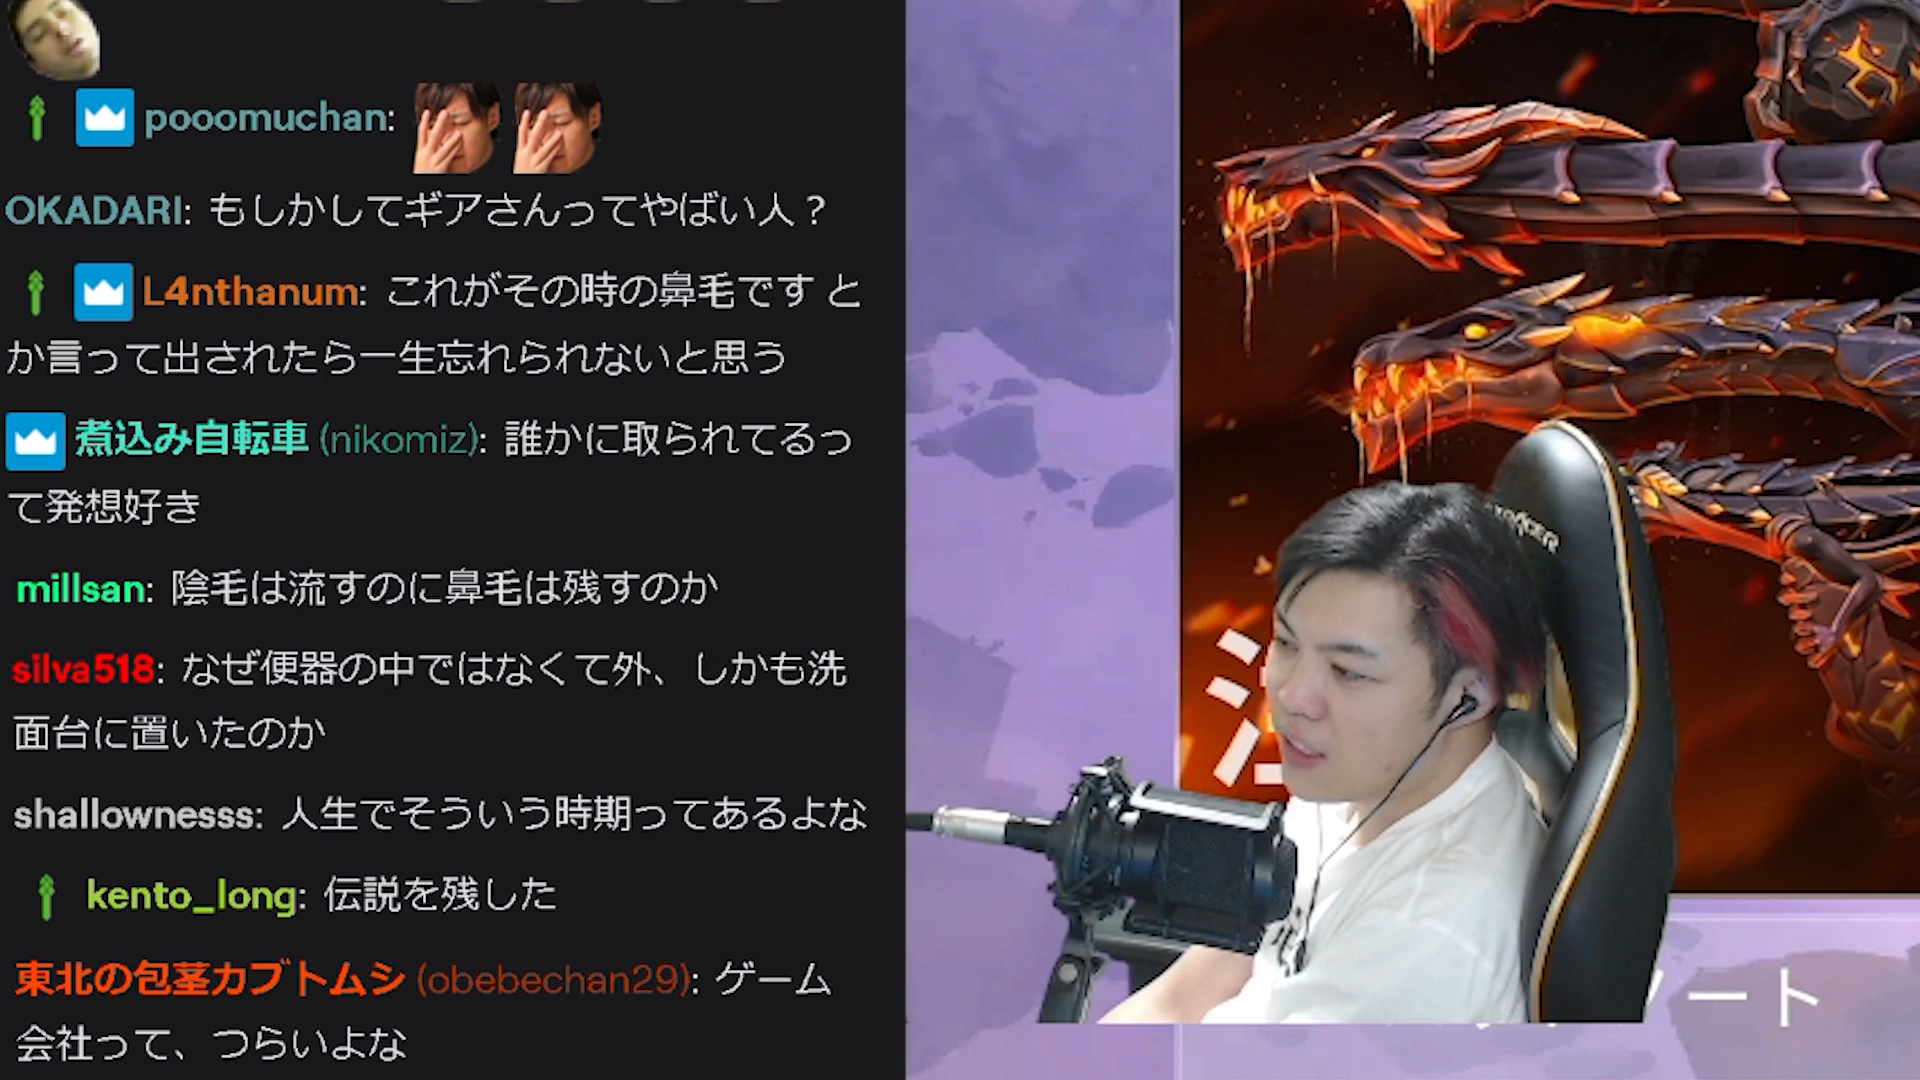 pooomuchan:
OKADARI: もしかしてギアさんってやばい人？
L4nthanum: これがその時の鼻毛です と
か言って出されたら一生忘れられないと思う
煮込み自転車 (nikomiz): 誰かに取られてるっ
て発想好き
millsan: 陰毛は流すのに鼻毛は残すのか
silva518: なぜ便器の中ではなくて外、しかも洗
面台に置いたのか
shallownesss: 人生でそういう時期ってあるよな
kento_long: 伝説を残した
東北の包茎カブトムシ (obebechan29): ゲーム
会社って、つらいよな
ート